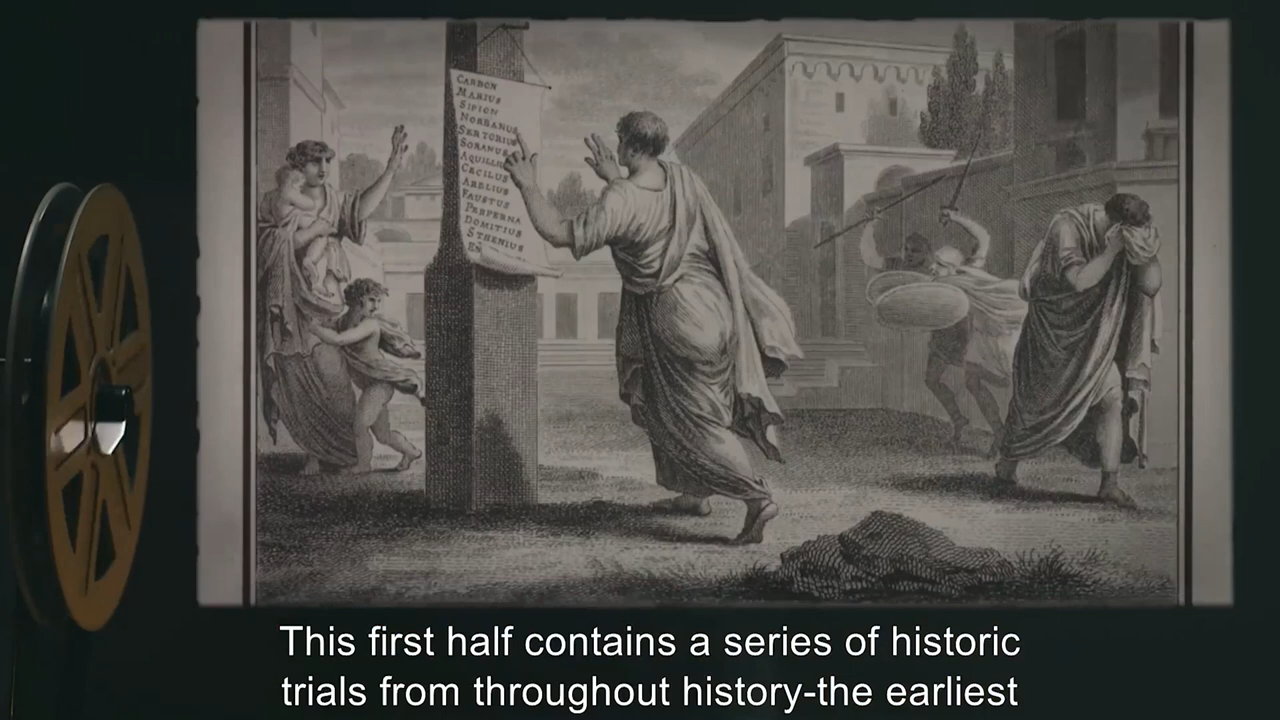 CARBON
MARIUS
SIPION
NORBANUS
SERTORIUS
SORANUS
AQUILLIUS
CECILUS
ARELIUS
FAUSTUS
PERPERNA
DOMITIUS
STHENIUS
This first half contains a series of historic
trials from throughout history-the earliest